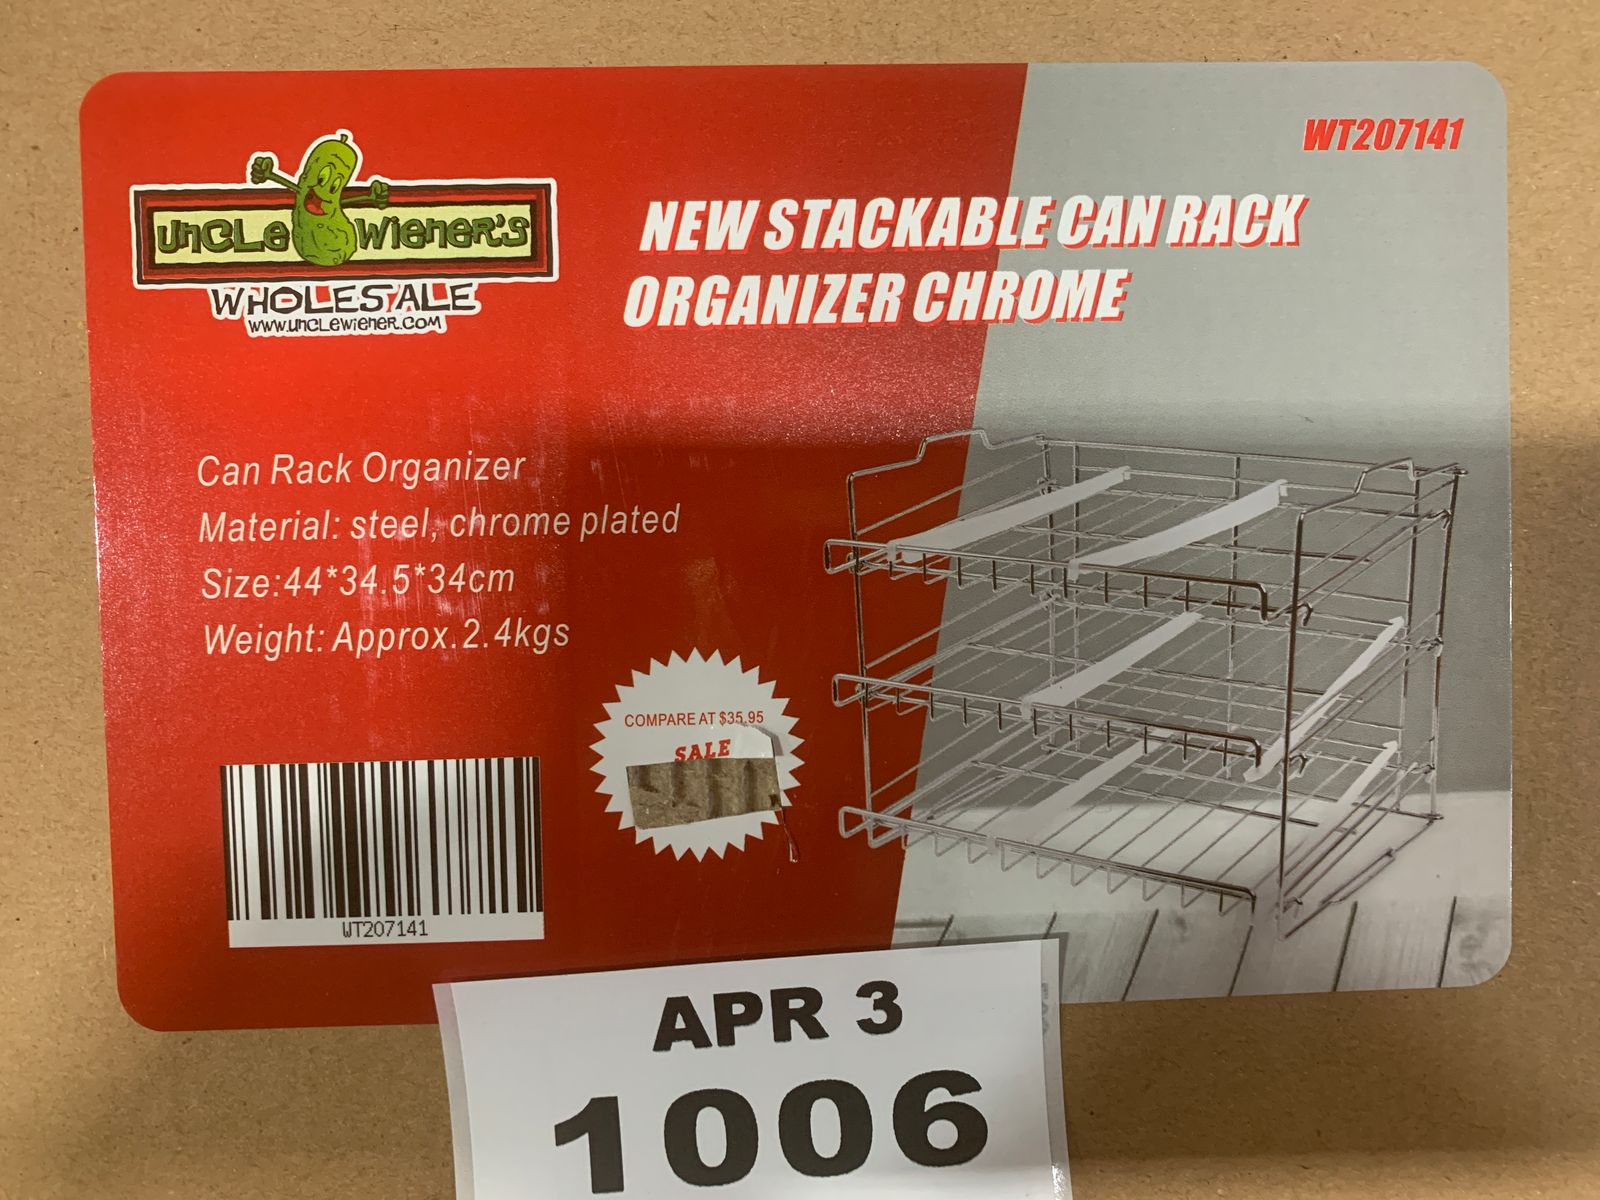 WT207141
UNCLE WIENER'S
WHOLESALE
www.UNCLEWIENER.COM
NEW STACKABLE CAN RACK
ORGANIZER CHROME
Can Rack Organizer
Material: steel, chrome plated
Size:44*34.5*34cm
Weight: Approx.2.4kgs
COMPARE AT $35.95
SALE
WT207141
APR 3
1006